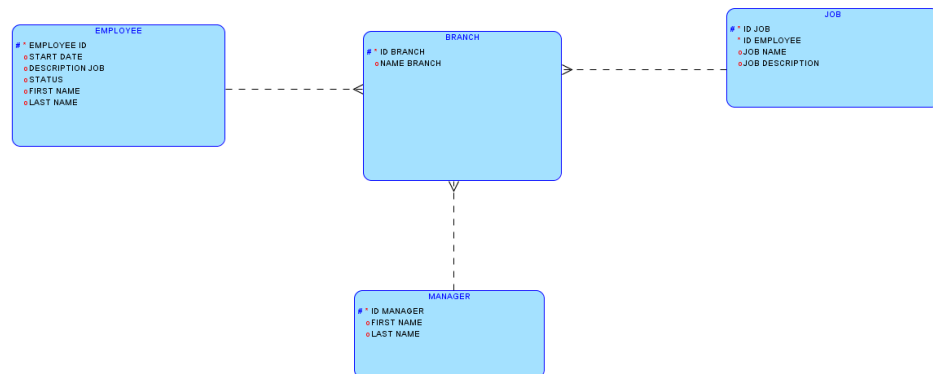 EMPLOYEE
# * EMPLOYEE ID
o START DATE
o DESCRIPTION JOB
o STATUS
o FIRST NAME
o LAST NAME
BRANCH
# * ID BRANCH
o NAME BRANCH
JOB
# * ID JOB
* ID EMPLOYEE
o JOB NAME
o JOB DESCRIPTION
MANAGER
# * ID MANAGER
o FIRST NAME
o LAST NAME